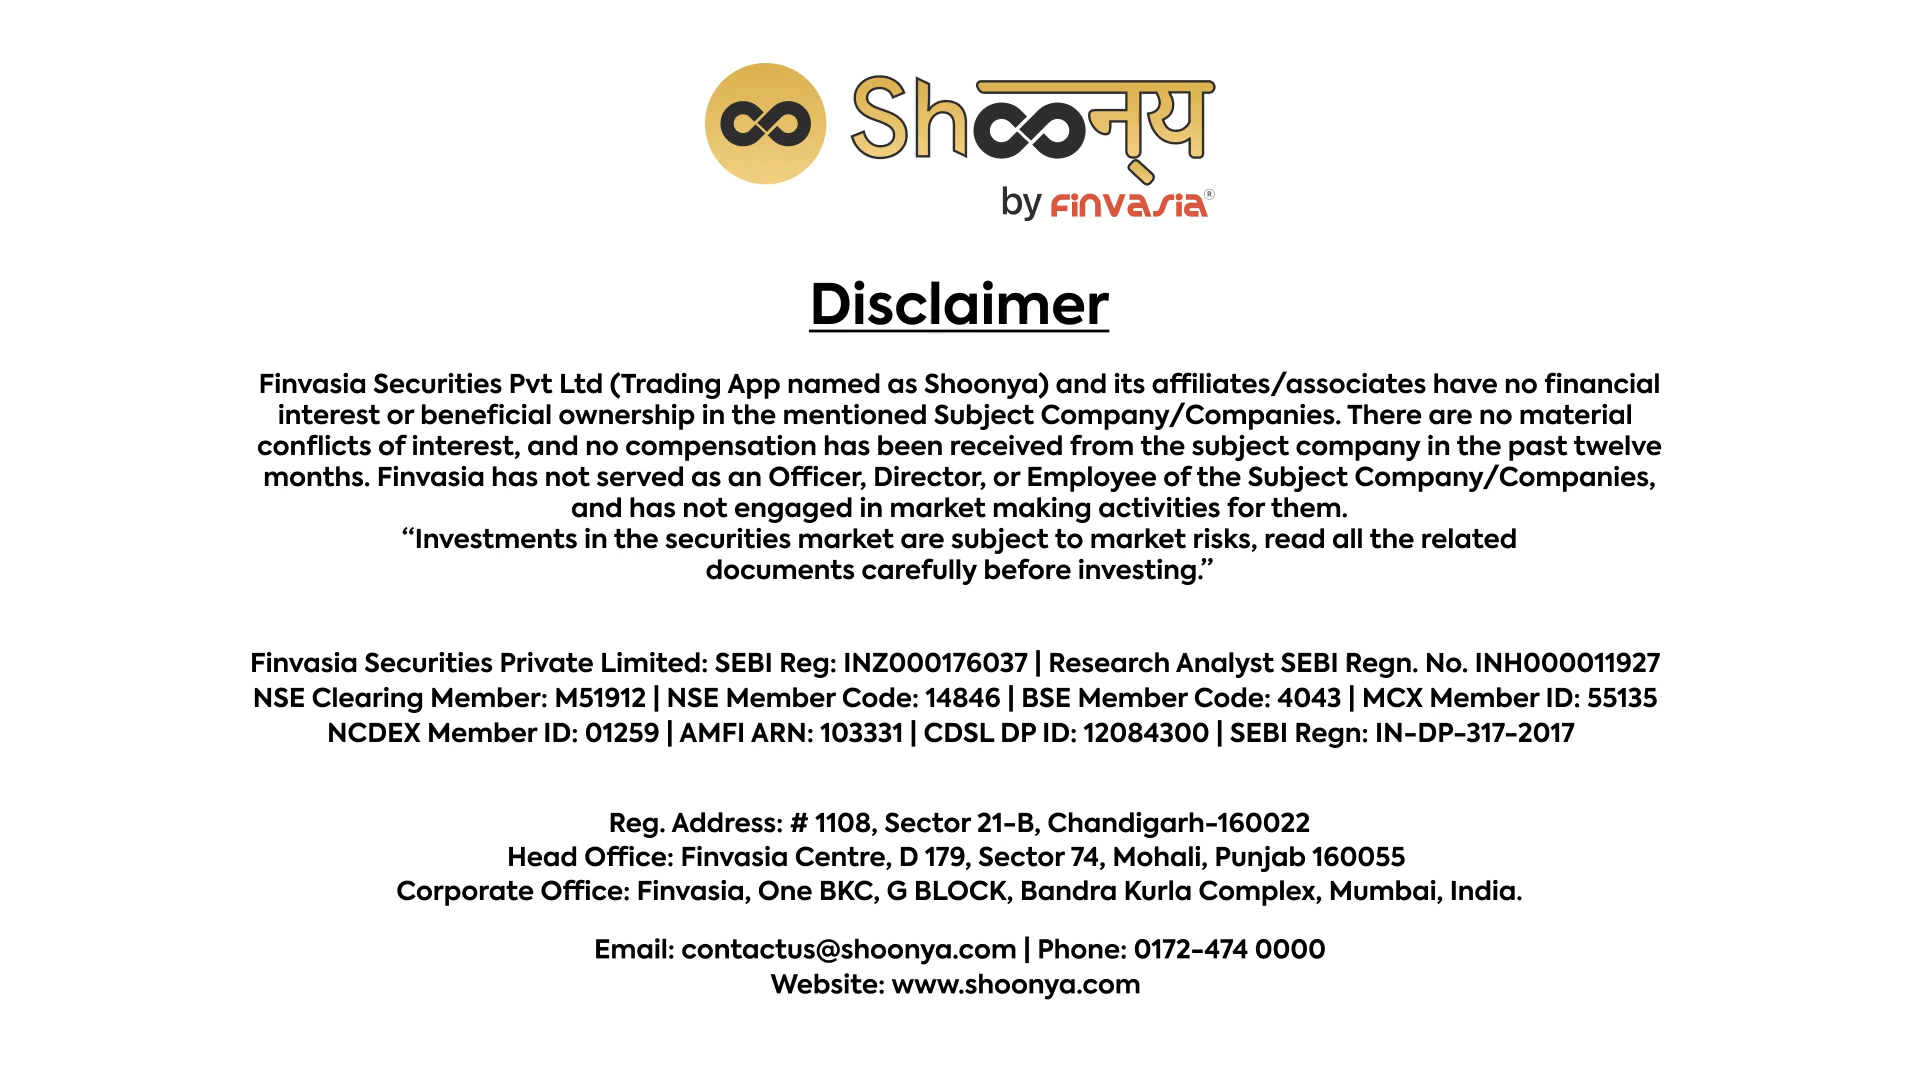 Shoonय
by Finvasia®
Disclaimer
Finvasia Securities Pvt Ltd (Trading App named as Shoonya) and its affiliates/associates have no financial
interest or beneficial ownership in the mentioned Subject Company/Companies. There are no material
conflicts of interest, and no compensation has been received from the subject company in the past twelve
months. Finvasia has not served as an Officer, Director, or Employee of the Subject Company/Companies,
and has not engaged in market making activities for them.
“Investments in the securities market are subject to market risks, read all the related
documents carefully before investing.”
Finvasia Securities Private Limited: SEBI Reg: INZ000176037 | Research Analyst SEBI Regn. No. INH000011927
NSE Clearing Member: M51912 | NSE Member Code: 14846 | BSE Member Code: 4043 | MCX Member ID: 55135
NCDEX Member ID: 01259 | AMFI ARN: 103331 | CDSL DP ID: 12084300 | SEBI Regn: IN-DP-317-2017
Reg. Address: # 1108, Sector 21-B, Chandigarh-160022
Head Office: Finvasia Centre, D 179, Sector 74, Mohali, Punjab 160055
Corporate Office: Finvasia, One BKC, G BLOCK, Bandra Kurla Complex, Mumbai, India.
Email: contactus@shoonya.com | Phone: 0172-474 0000
Website: www.shoonya.com